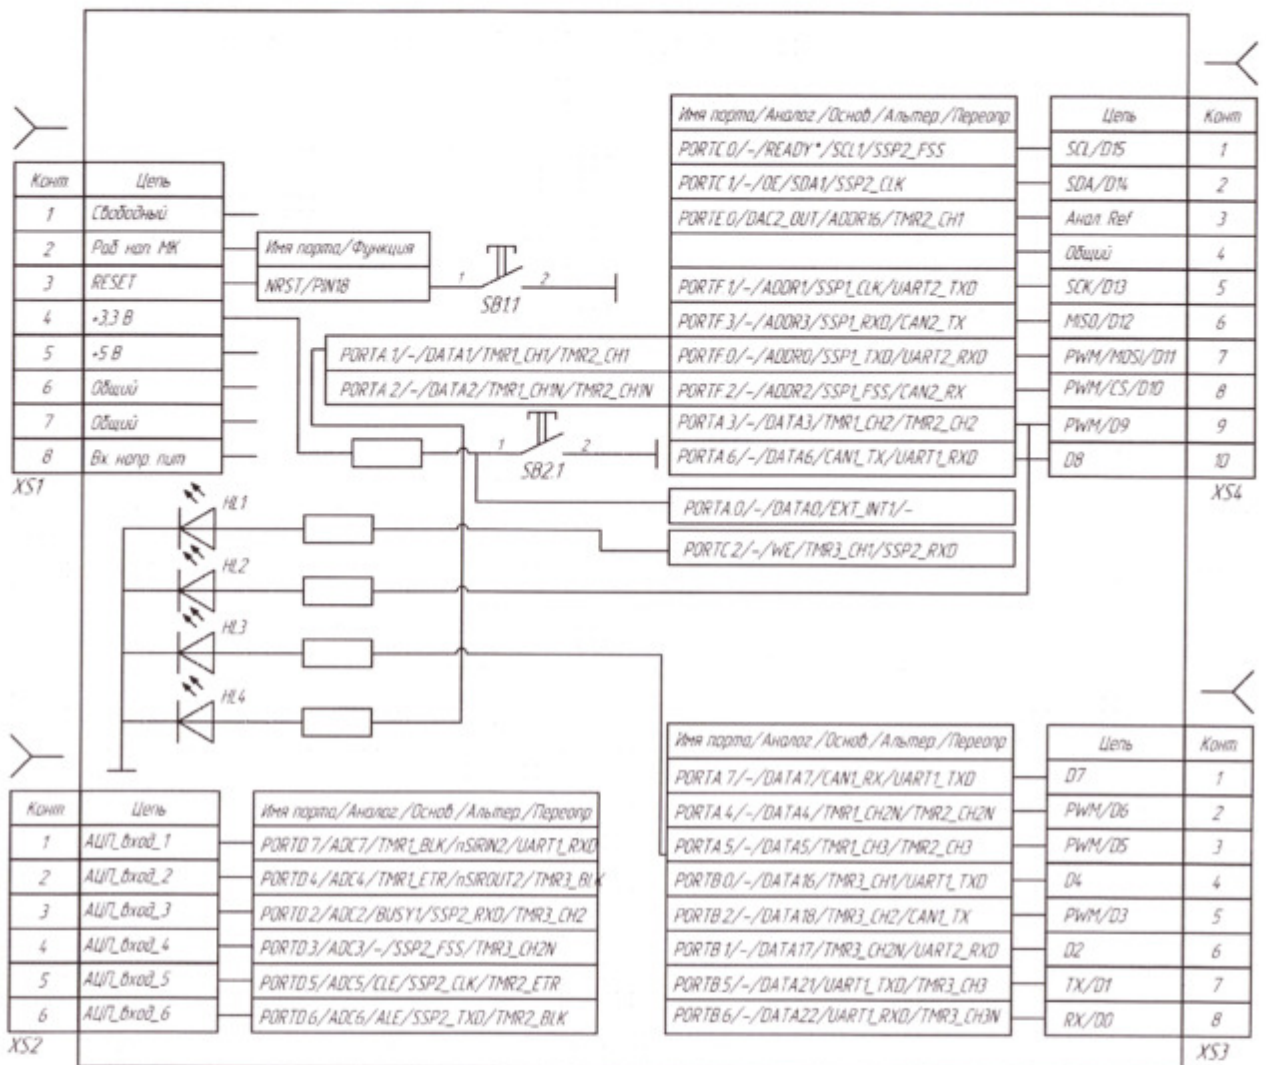 Конт. Цепь
1 Свободный
2 Раб. нап. МК
3 RESET
4 +3,3 В
5 +5 В
6 Общий
7 Общий
8 Вх. напр. пит.
XS1
Имя порта/Функция
NRST/PIN18
1 2
SB1.1
PORTA.1/-/DATA1/TMR1_CH1/TMR2_CH1
PORTA.2/-/DATA2/TMR1_CH1N/TMR2_CH1N
1 2
SB2.1
Имя порта/Аналог./Основ./Альтер./Переопр.
PORTC.0/-/READY*/SCL1/SSP2_FSS
PORTC.1/-/OE/SDA1/SSP2_CLK
PORTE.0/DAC2_OUT/ADDR16/TMR2_CH1
PORTF.1/-/ADDR1/SSP1_CLK/UART2_TXD
PORTF.3/-/ADDR3/SSP1_RXD/CAN2_TX
PORTF.0/-/ADDR0/SSP1_TXD/UART2_RXD
PORTF.2/-/ADDR2/SSP1_FSS/CAN2_RX
PORTA.3/-/DATA3/TMR1_CH2/TMR2_CH2
PORTA.6/-/DATA6/CAN1_TX/UART1_RXD
PORTA.0/-/DATA0/EXT_INT1/-
PORTC.2/-/WE/TMR3_CH1/SSP2_RXD
Цепь Конт.
SCL/D15 1
SDA/D14 2
Анал. Ref 3
Общий 4
SCK/D13 5
MISO/D12 6
PWM/MOSI/D11 7
PWM/CS/D10 8
PWM/D9 9
D8 10
XS4
HL1
HL2
HL3
HL4
Конт. Цепь
1 АЦП_вход_1
2 АЦП_вход_2
3 АЦП_вход_3
4 АЦП_вход_4
5 АЦП_вход_5
6 АЦП_вход_6
XS2
Имя порта/Аналог./Основ./Альтер./Переопр.
PORTD.7/ADC7/TMR1_BLK/nSIRIN2/UART1_RXD
PORTD.4/ADC4/TMR1_ETR/nSIROUT2/TMR3_BLK
PORTD.2/ADC2/BUSY1/SSP2_RXD/TMR3_CH2
PORTD.3/ADC3/-/SSP2_FSS/TMR3_CH2N
PORTD.5/ADC5/CLE/SSP2_CLK/TMR2_ETR
PORTD.6/ADC6/ALE/SSP2_TXD/TMR2_BLK
Имя порта/Аналог./Основ./Альтер./Переопр.
PORTA.7/-/DATA7/CAN1_RX/UART1_TXD
PORTA.4/-/DATA4/TMR1_CH2N/TMR2_CH2N
PORTA.5/-/DATA5/TMR1_CH3/TMR2_CH3
PORTB.0/-/DATA16/TMR3_CH1/UART1_TXD
PORTB.2/-/DATA18/TMR3_CH2/CAN1_TX
PORTB.1/-/DATA17/TMR3_CH2N/UART2_RXD
PORTB.5/-/DATA21/UART1_TXD/TMR3_CH3
PORTB.6/-/DATA22/UART1_RXD/TMR3_CH3N
Цепь Конт.
D7 1
PWM/D6 2
PWM/D5 3
D4 4
PWM/D3 5
D2 6
TX/D1 7
RX/D0 8
XS3